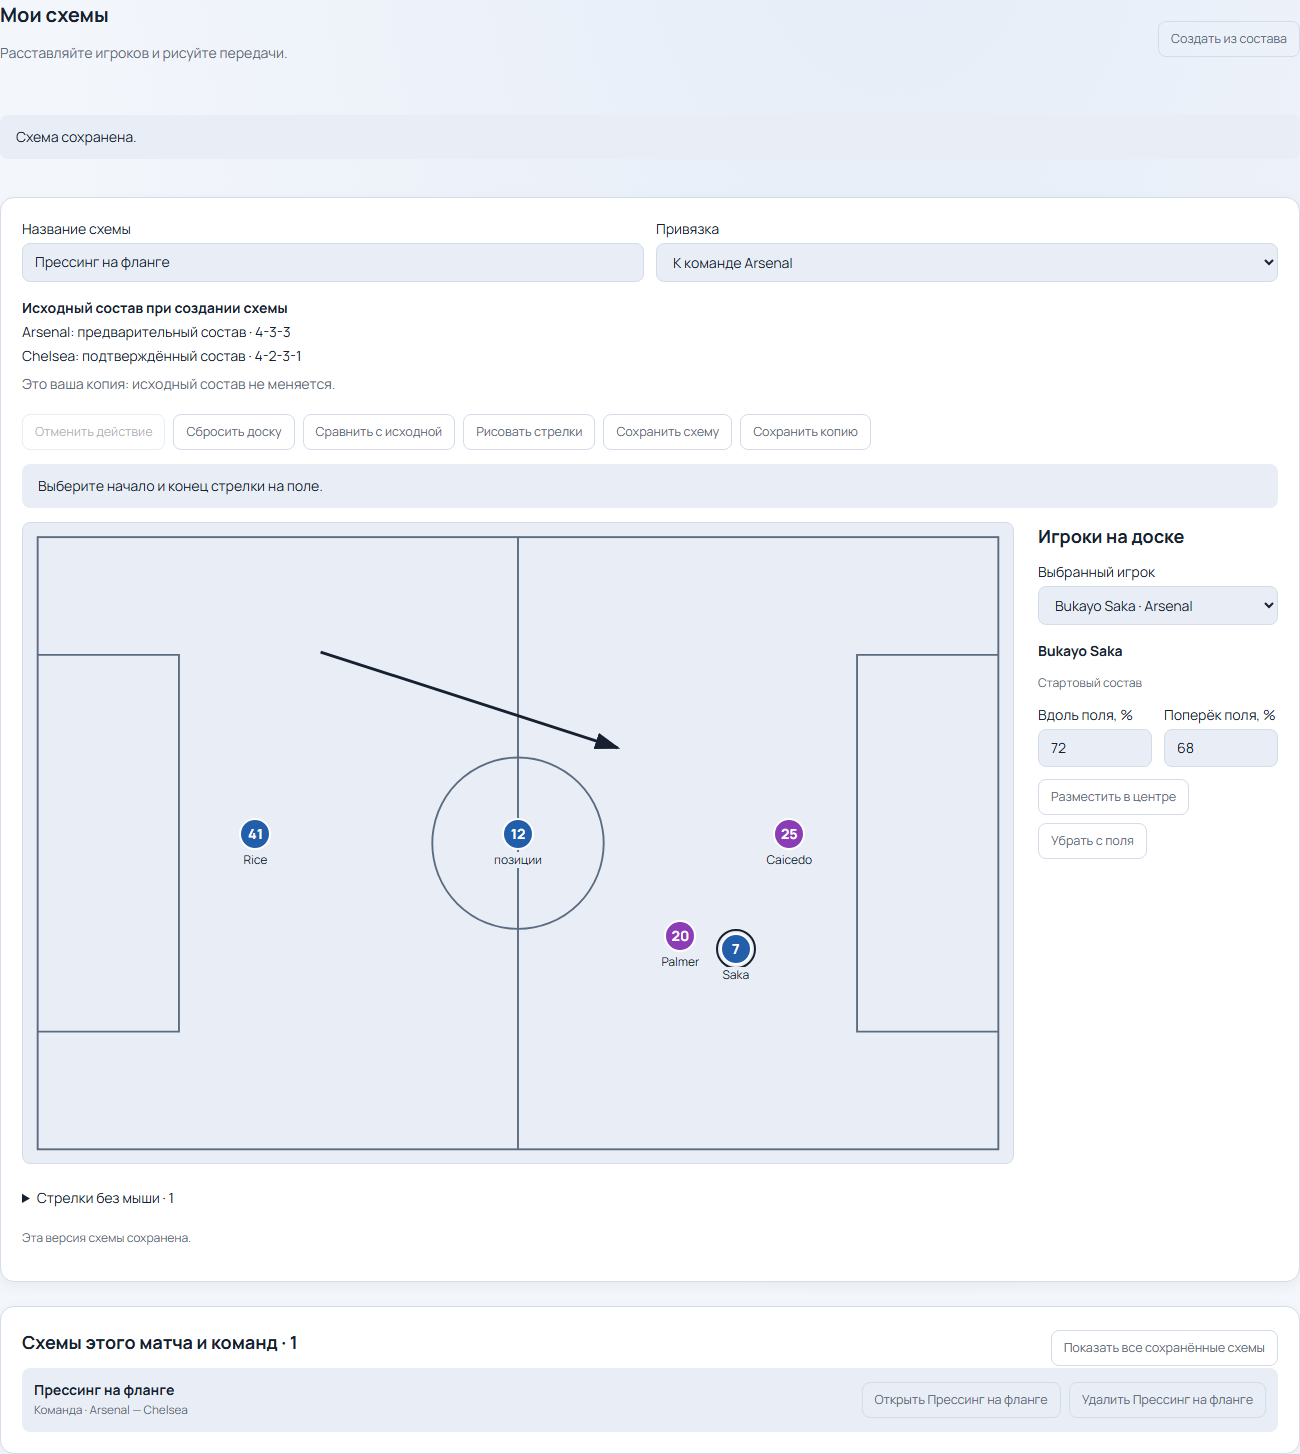 Мои схемы
Расставляйте игроков и рисуйте передачи.
Создать из состава
Схема сохранена.
Название схемы
Привязка
Прессинг на фланге
К команде Arsenal
Исходный состав при создании схемы
Arsenal: предварительный состав · 4-3-3
Chelsea: подтверждённый состав · 4-2-3-1
Это ваша копия: исходный состав не меняется.
Отменить действие
Сбросить доску
Сравнить с исходной
Рисовать стрелки
Сохранить схему
Сохранить копию
Выберите начало и конец стрелки на поле.
41
Rice
12
позиции
25
Caicedo
20
Palmer
7
Saka
Игроки на доске
Выбранный игрок
Bukayo Saka · Arsenal
Bukayo Saka
Стартовый состав
Вдоль поля, %
Поперёк поля, %
72
68
Разместить в центре
Убрать с поля
Стрелки без мыши · 1
Эта версия схемы сохранена.
Схемы этого матча и команд · 1
Показать все сохранённые схемы
Прессинг на фланге
Команда · Arsenal — Chelsea
Открыть Прессинг на фланге
Удалить Прессинг на фланге